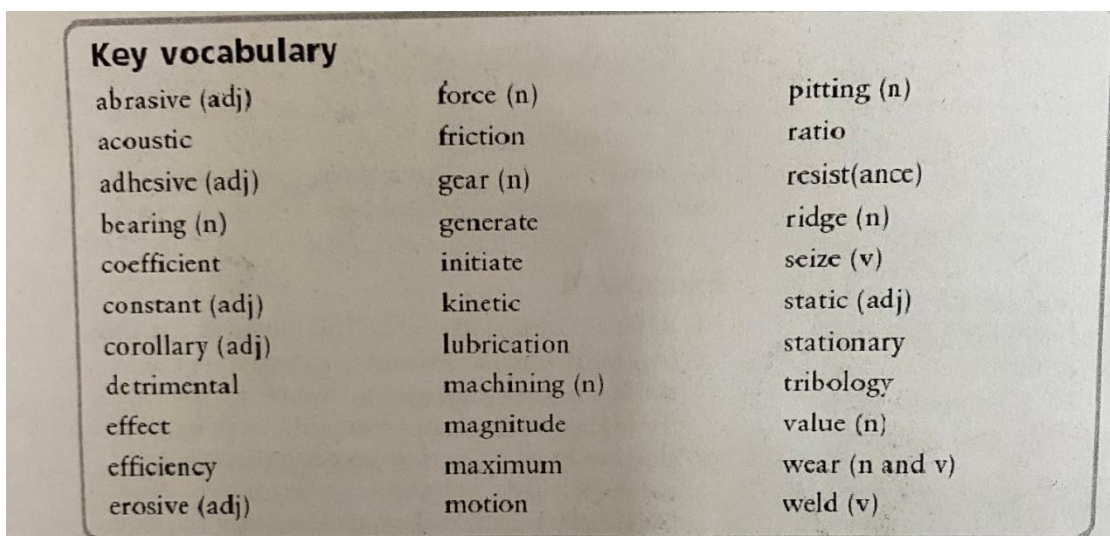 Key vocabulary
abrasive (adj)
acoustic
adhesive (adj)
bearing (n)
coefficient
constant (adj)
corollary (adj)
detrimental
effect
efficiency
erosive (adj)
force (n)
friction
gear (n)
generate
initiate
kinetic
lubrication
machining (n)
magnitude
maximum
motion
pitting (n)
ratio
resist(ance)
ridge (n)
seize (v)
static (adj)
stationary
tribology
value (n)
wear (n and v)
weld (v)